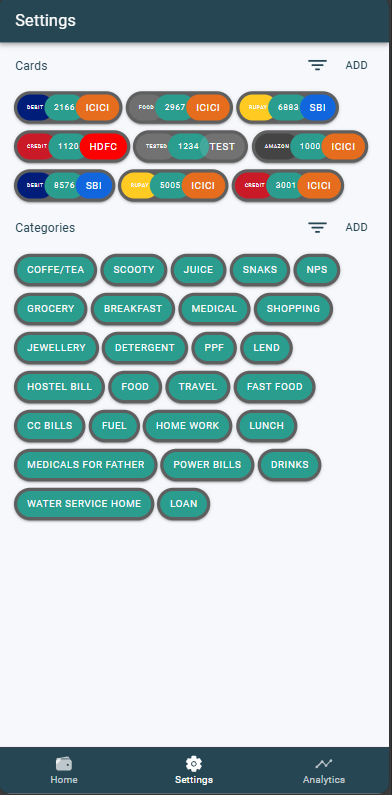 Settings
Cards ADD
DEBIT 2166 ICICI FOOD 2967 ICICI RUPAY 6883 SBI
CREDIT 1120 HDFC TESTED 1234 TEST AMAZON 1000 ICICI
DEBIT 8576 SBI RUPAY 5005 ICICI CREDIT 3001 ICICI
Categories ADD
COFFE/TEA SCOOTY JUICE SNAKS NPS
GROCERY BREAKFAST MEDICAL SHOPPING
JEWELLERY DETERGENT PPF LEND
HOSTEL BILL FOOD TRAVEL FAST FOOD
CC BILLS FUEL HOME WORK LUNCH
MEDICALS FOR FATHER POWER BILLS DRINKS
WATER SERVICE HOME LOAN
Home Settings Analytics